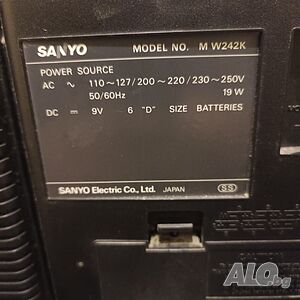 SANYO MODEL NO. M W242K
POWER SOURCE
AC ∿ 110～127/200～220/230～250V
50/60Hz 19W
DC ⎓ 9V 6 "D" SIZE BATTERIES
SANYO Electric Co., Ltd. JAPAN SS
ALO.bg